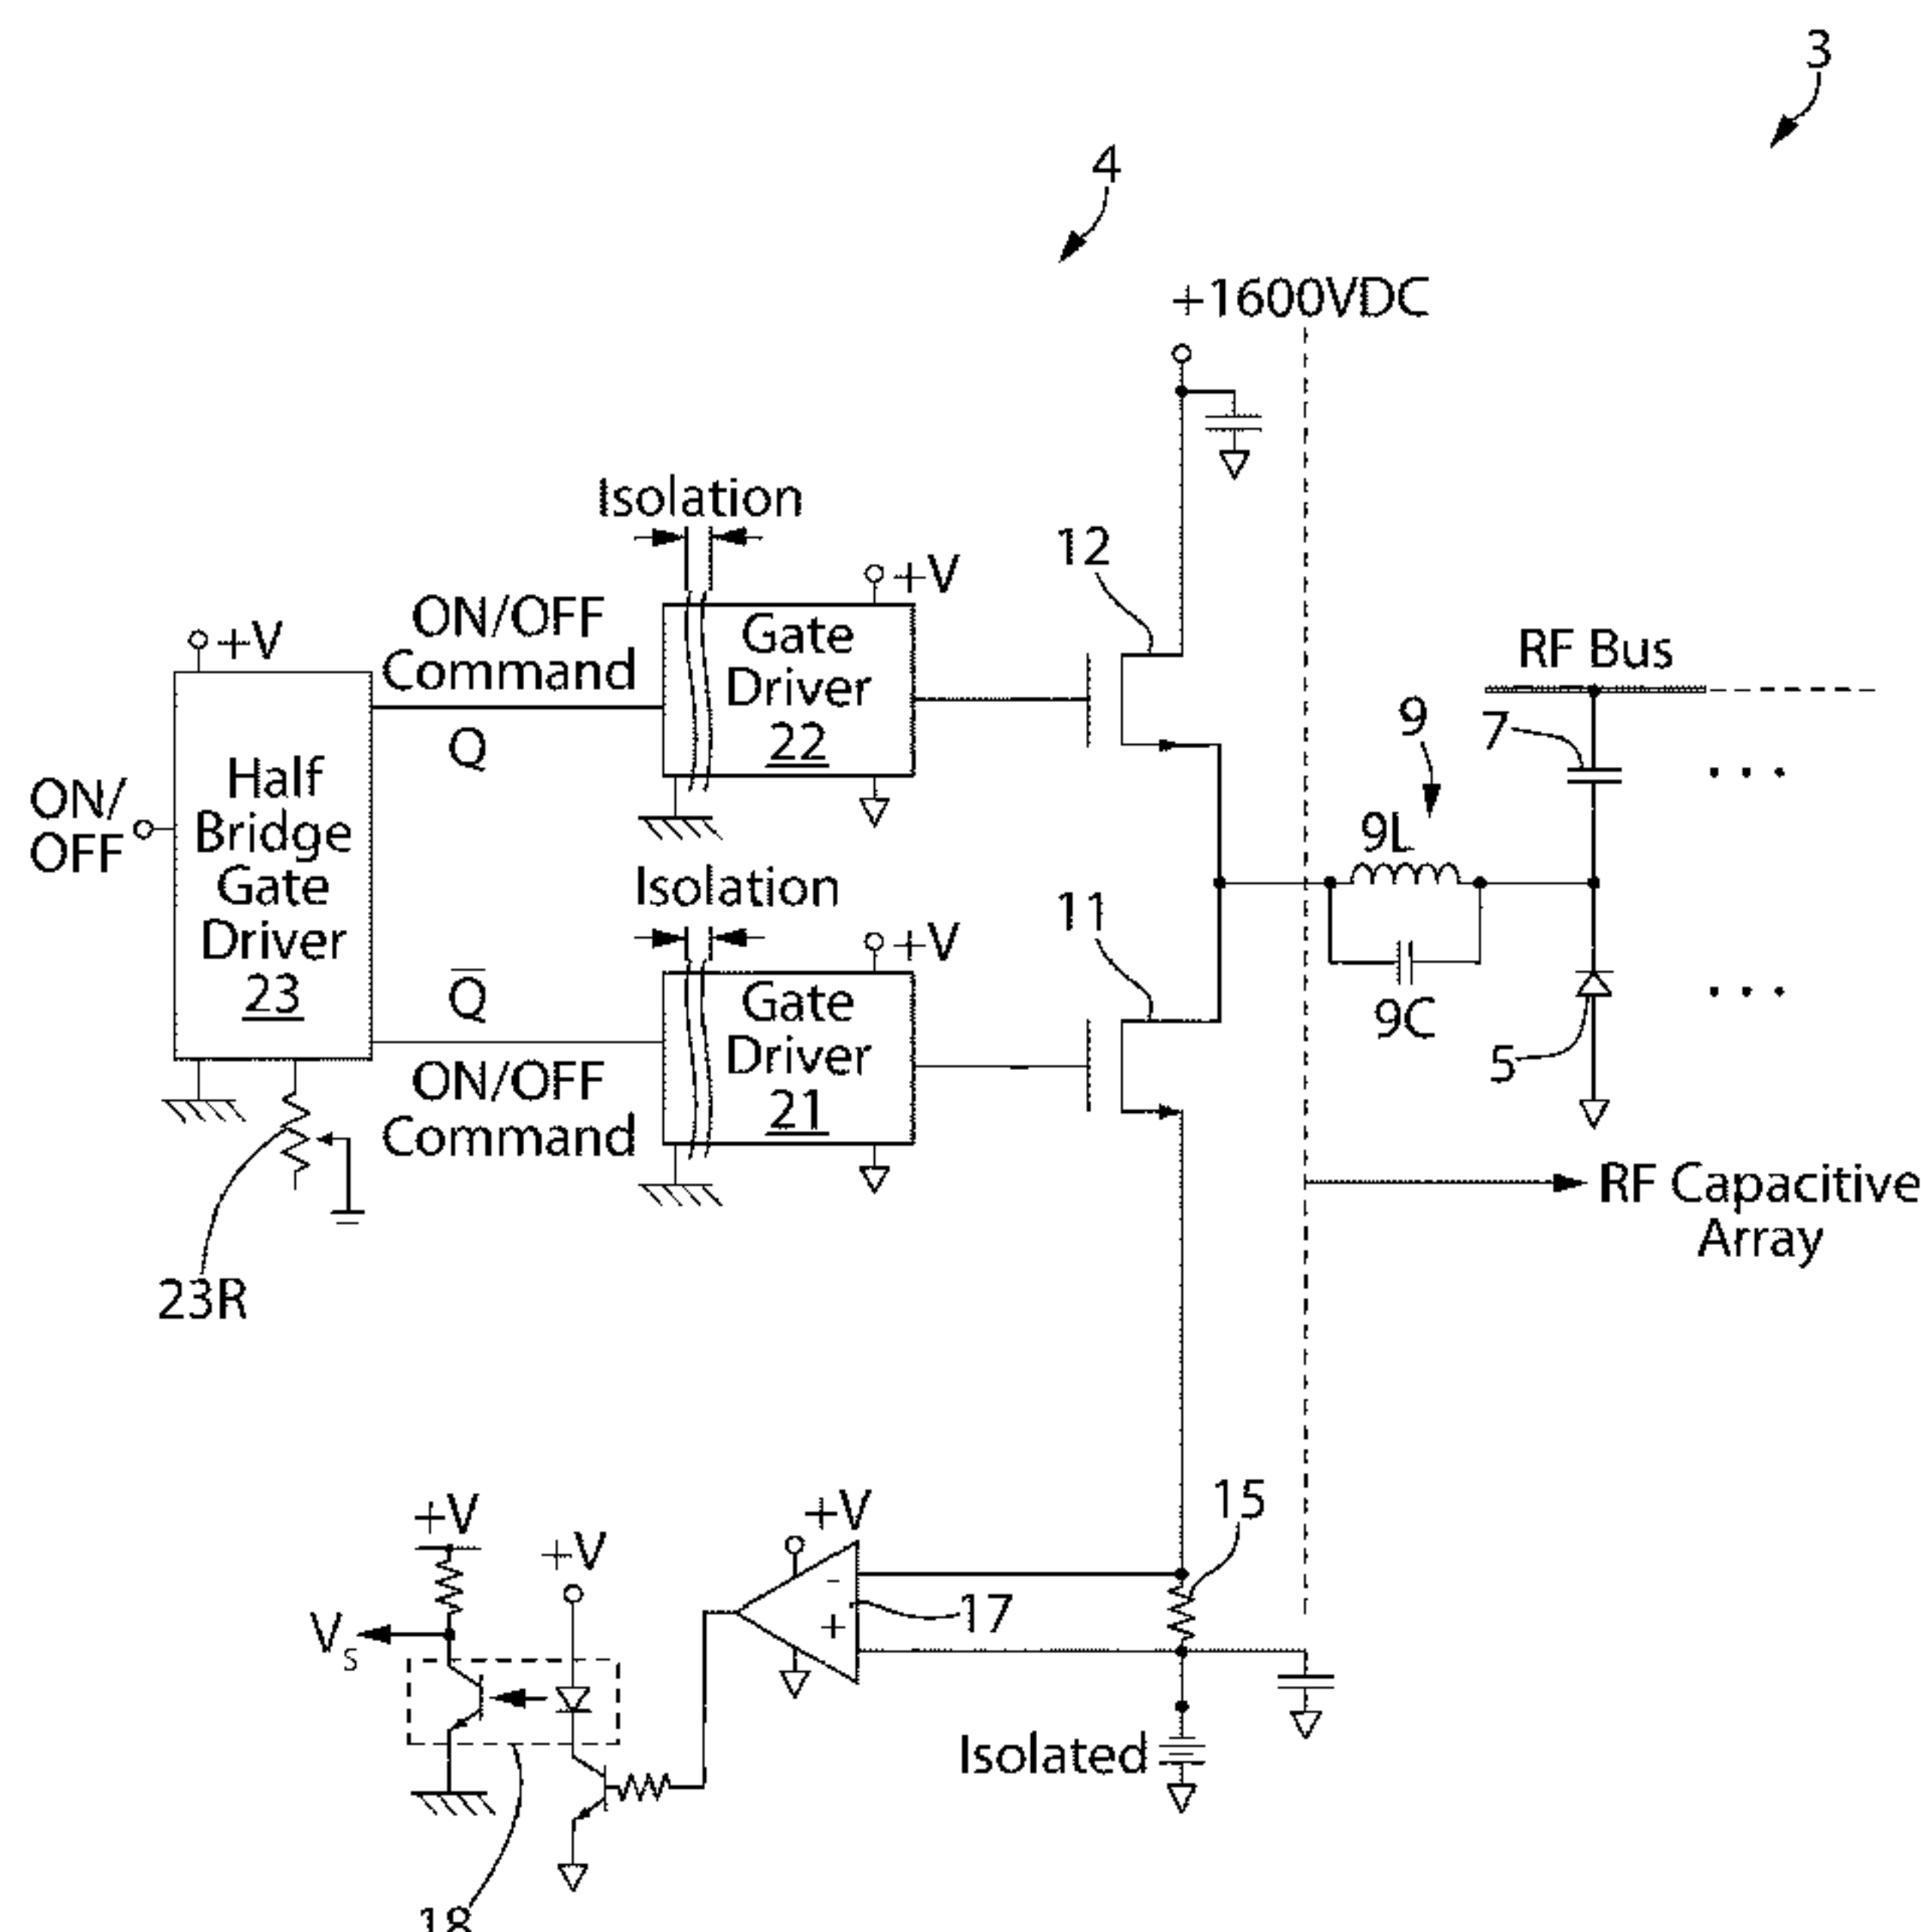 3
4
+1600VDC
Isolation
12
+V
ON/OFF
Command
Gate
Driver
22
+V
RF Bus
Q
9
7
Half
Bridge
Gate
Driver
23
ON/
OFF
9L
Isolation
11
+V
Q
Gate
Driver
21
9C
5
ON/OFF
Command
RF Capacitive
Array
23R
15
+V
+V
+V
-
+
17
VS
Isolated
18